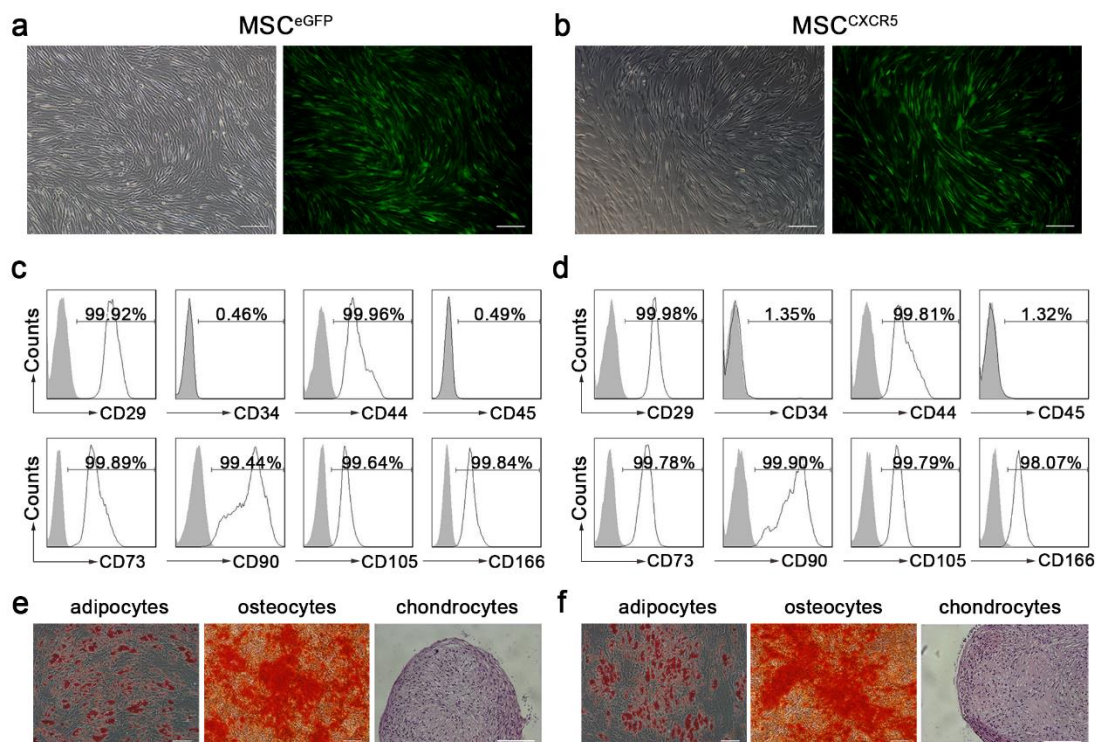 a MSCeGFP b MSCCXCR5
c d
99.92% 0.46% 99.96% 0.49% 99.98% 1.35% 99.81% 1.32%
Counts Counts
CD29 CD34 CD44 CD45 CD29 CD34 CD44 CD45
99.89% 99.44% 99.64% 99.84% 99.78% 99.90% 99.79% 98.07%
Counts Counts
CD73 CD90 CD105 CD166 CD73 CD90 CD105 CD166
e f
adipocytes osteocytes chondrocytes adipocytes osteocytes chondrocytes